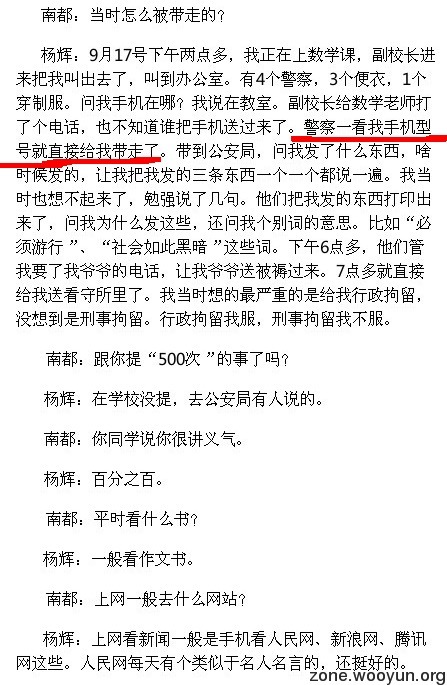 南都：当时怎么被带走的？
杨辉：9月17号下午两点多，我正在上数学课，副校长进
来把我叫出去了，叫到办公室。有4个警察，3个便衣，1个
穿制服。问我手机在哪？我说在教室。副校长给数学老师打
了个电话，也不知道谁把手机送过来了。警察一看我手机型
号就直接给我带走了。带到公安局，问我发了什么东西，啥
时候发的，让我把我发的三条东西一个一个都说一遍。我当
时也想不起来了，勉强说了几句。他们把我发的东西打印出
来了，问我为什么发这些，还问我个别词的意思。比如“必
须游行”、“社会如此黑暗”这些词。下午6点多，他们管
我要了我爷爷的电话，让我爷爷送被褥过来。7点多就直接
给我送看守所里了。我当时想的最严重的是给我行政拘留，
没想到是刑事拘留。行政拘留我服，刑事拘留我不服。
南都：跟你提“500次”的事了吗？
杨辉：在学校没提，去公安局有人说的。
南都：你同学说你很讲义气。
杨辉：百分之百。
南都：平时看什么书？
杨辉：一般看作文书。
南都：上网一般去什么网站？
杨辉：上网看新闻一般是手机看人民网、新浪网、腾讯
网这些。人民网每天有个类似于名人名言的，还挺好的。
zone.wooyun.org